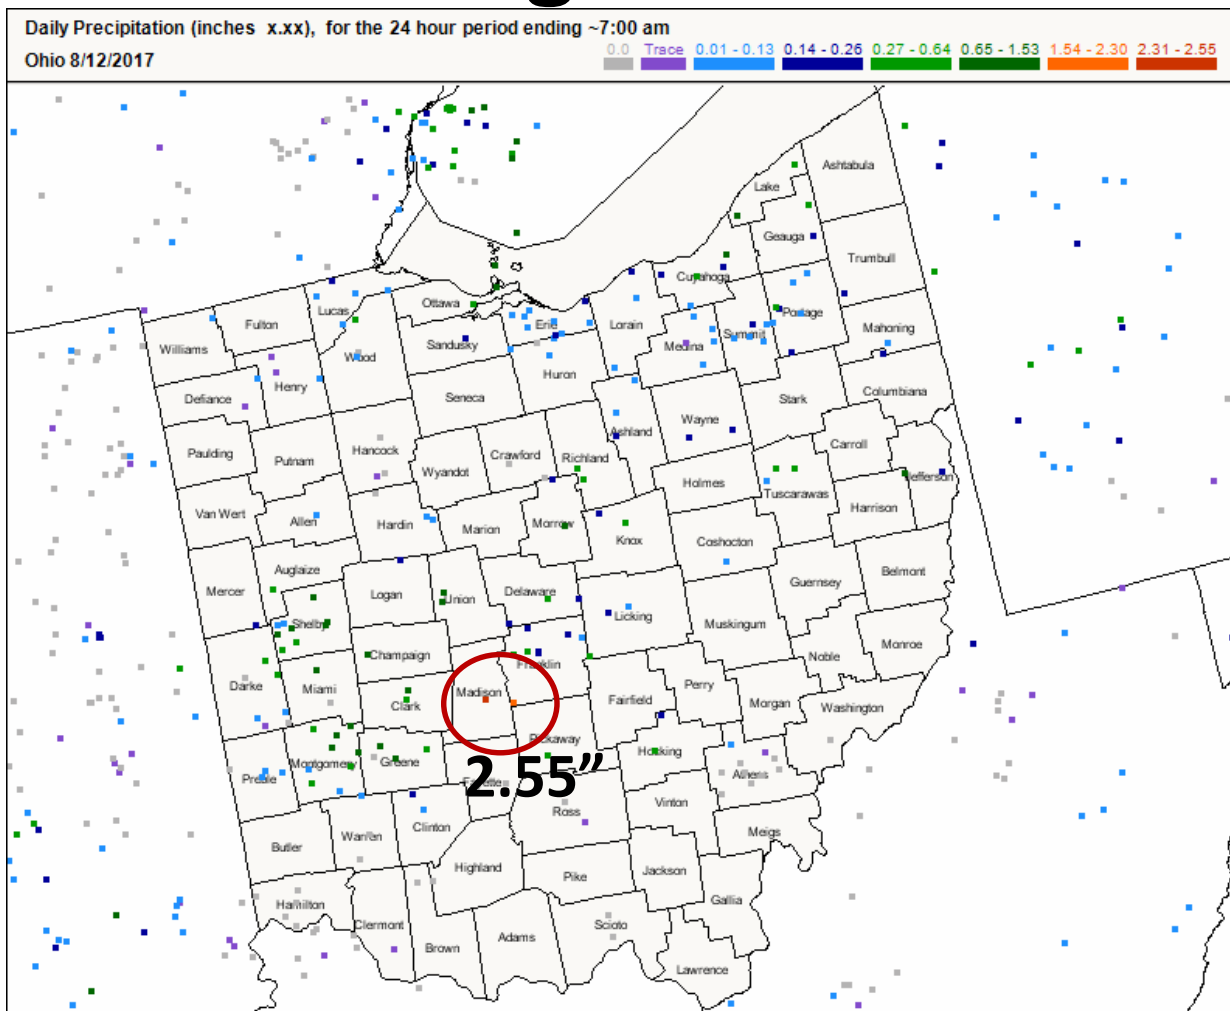 Daily Precipitation (inches x.xx), for the 24 hour period ending ~7:00 am
Ohio 8/12/2017
0.0 Trace 0.01 - 0.13 0.14 - 0.26 0.27 - 0.64 0.65 - 1.53 1.54 - 2.30 2.31 - 2.55
Ashtabula
Lake
Geauga
Trumbull
Cuyahoga
Ottawa
Lucas
Fulton
Erie
Lorain
Portage
Mahoning
Summit
Williams
Wood
Sandusky
Medina
Huron
Henry
Columbiana
Defiance
Seneca
Stark
Wayne
Ashland
Carroll
Paulding
Putnam
Hancock
Wyandot
Crawford
Richland
Jefferson
Holmes
Tuscarawas
Harrison
Van Wert
Allen
Hardin
Marion
Morrow
Knox
Coshocton
Auglaize
Belmont
Guernsey
Mercer
Logan
Union
Delaware
Licking
Shelby
Muskingum
Monroe
Champaign
Noble
Franklin
Darke
Miami
Madison
Perry
Clark
Fairfield
Morgan
Washington
Pickaway
Hocking
Montgomery
Greene
Preble
Athens
2.55”
Fayette
Vinton
Ross
Clinton
Warren
Meigs
Butler
Highland
Pike
Jackson
Gallia
Hamilton
Clermont
Scioto
Adams
Brown
Lawrence